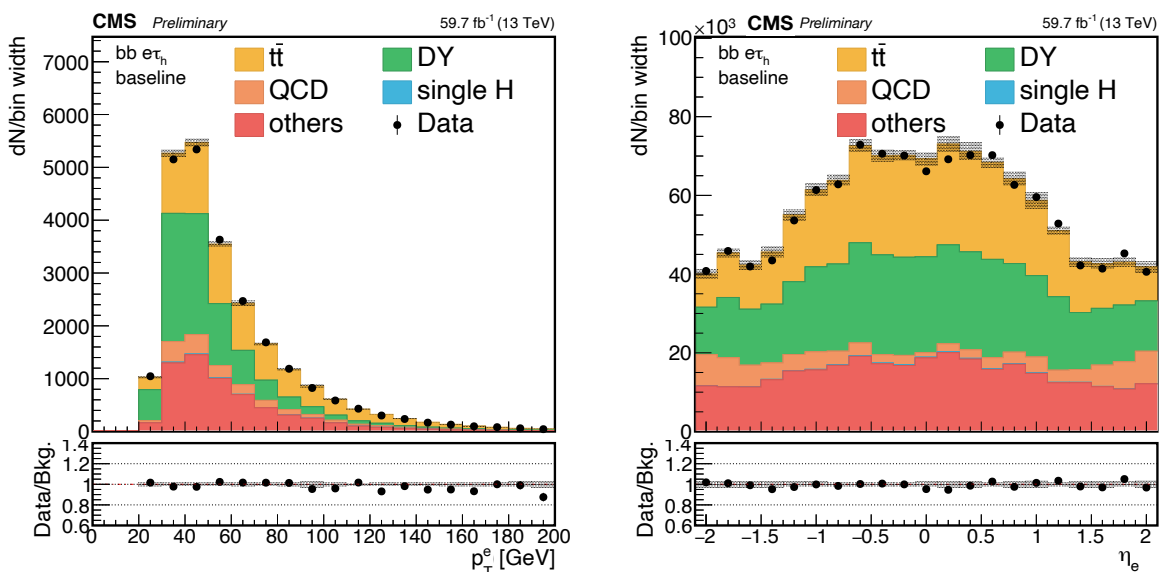 CMS Preliminary 59.7 fb⁻¹ (13 TeV)
dN/bin width
bb eτh
baseline
tt̄ DY
QCD single H
others Data
7000
6000
5000
4000
3000
2000
1000
0
Data/Bkg.
1.4
1.2
1
0.8
0.6
0 20 40 60 80 100 120 140 160 180 200
p_T^e [GeV]
×10³ CMS Preliminary 59.7 fb⁻¹ (13 TeV)
dN/bin width
bb eτh
baseline
tt̄ DY
QCD single H
others Data
100
80
60
40
20
0
Data/Bkg.
1.4
1.2
1
0.8
0.6
−2 −1.5 −1 −0.5 0 0.5 1 1.5 2
η_e